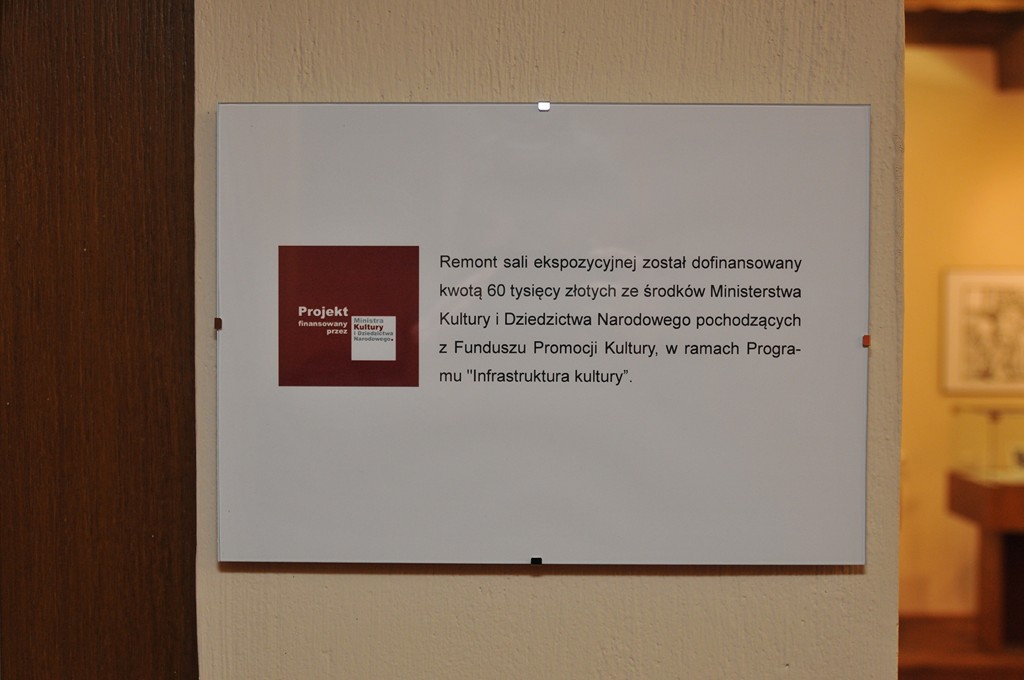 Projekt
finansowany
przez
Ministra
Kultury
i Dziedzictwa
Narodowego.
Remont sali ekspozycyjnej został dofinansowany
kwotą 60 tysięcy złotych ze środków Ministerstwa
Kultury i Dziedzictwa Narodowego pochodzących
z Funduszu Promocji Kultury, w ramach Progra-
mu "Infrastruktura kultury”.